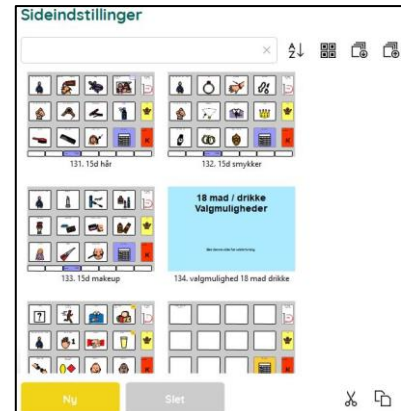 Sideindstillinger
131. 15d hår
132. 15d smykker
18 mad / drikke
Valgmuligheder
133. 15d makeup
134. valgmulighed 18 mad drikke
Ny
Slet